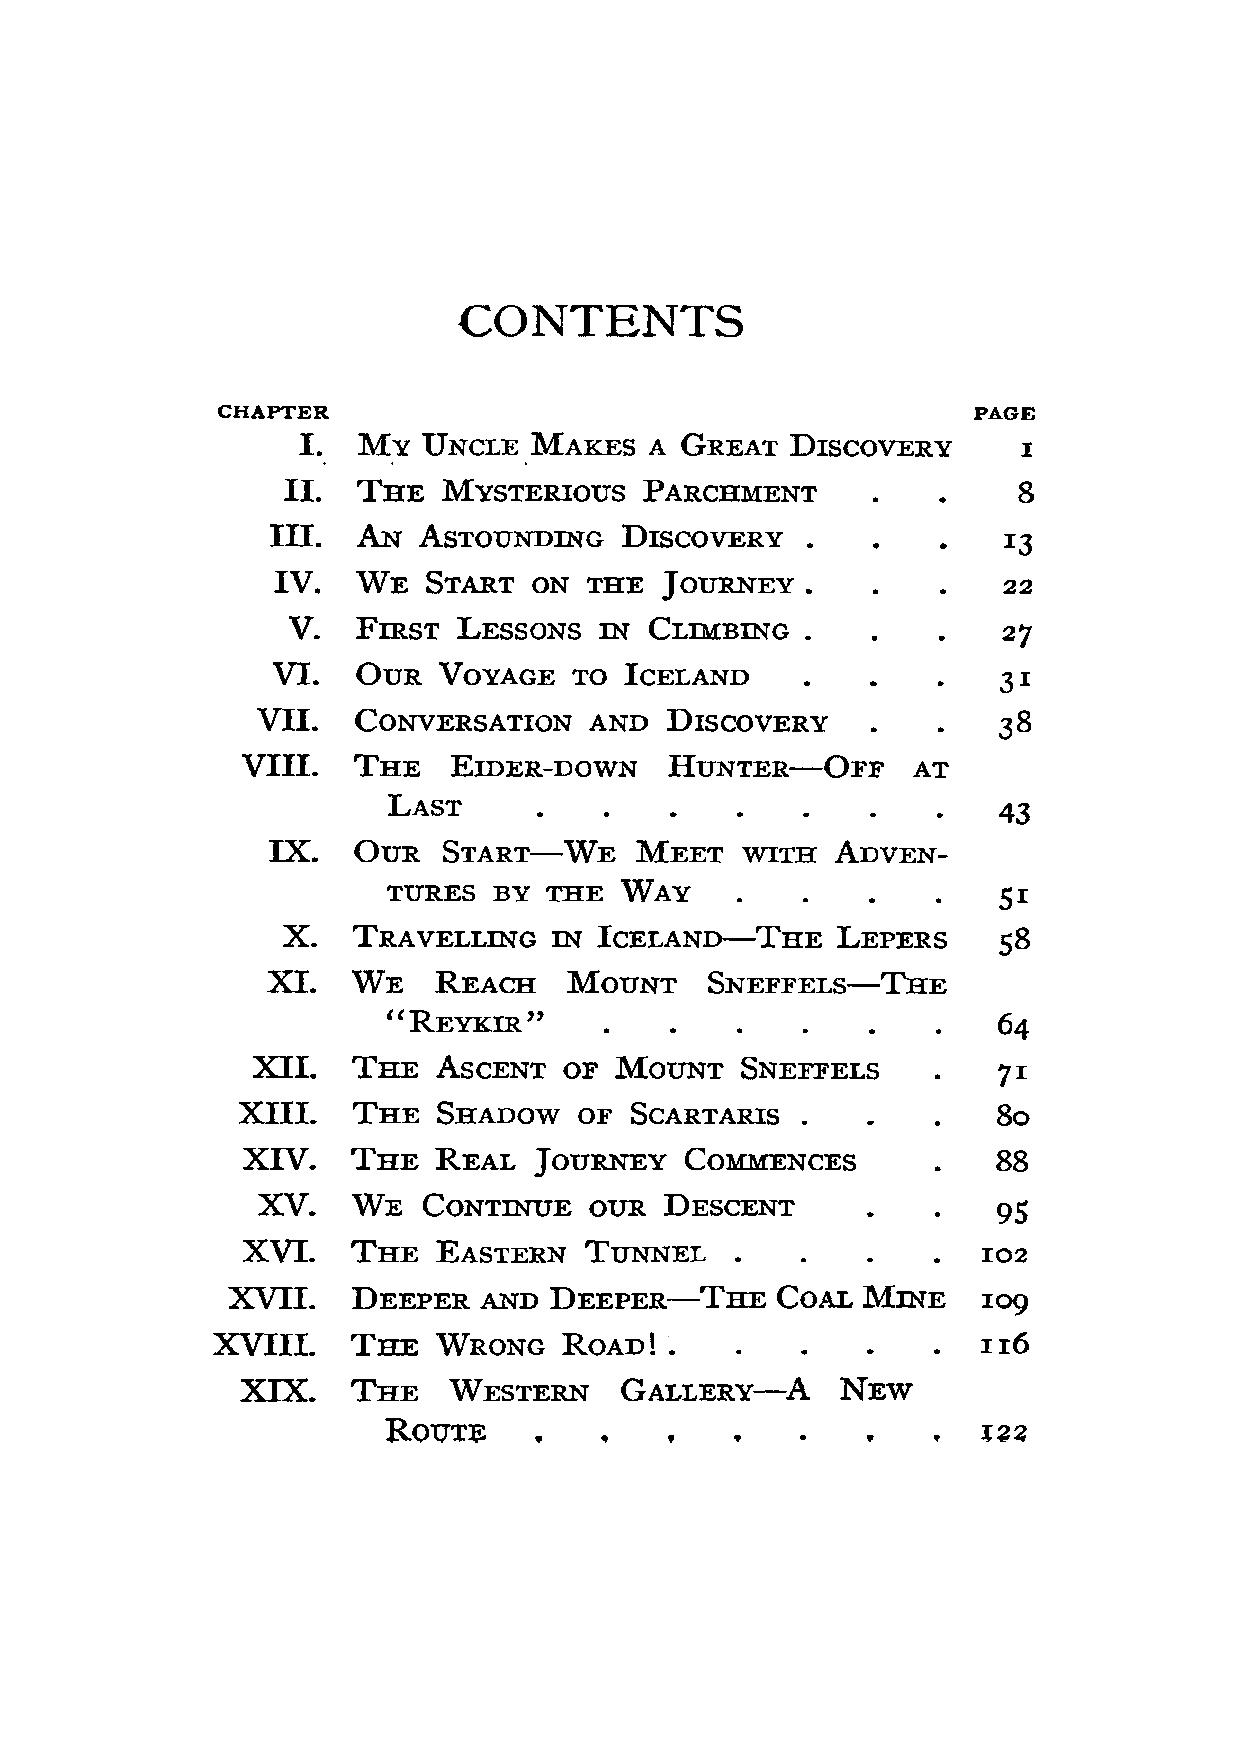 CONTENTS
CHAPTER PAGE
I. My Uncle Makes a Great Discovery 1
II. The Mysterious Parchment . . 8
III. An Astounding Discovery . . . 13
IV. We Start on the Journey . . . 22
V. First Lessons in Climbing . . . 27
VI. Our Voyage to Iceland . . . 31
VII. Conversation and Discovery . . 38
VIII. The Eider-down Hunter—Off at
Last . . . . . . . 43
IX. Our Start—We Meet with Adven-
tures by the Way . . . . 51
X. Travelling in Iceland—The Lepers 58
XI. We Reach Mount Sneffels—The
“Reykir” . . . . . . 64
XII. The Ascent of Mount Sneffels . 71
XIII. The Shadow of Scartaris . . . 80
XIV. The Real Journey Commences . 88
XV. We Continue our Descent . . 95
XVI. The Eastern Tunnel . . . . 102
XVII. Deeper and Deeper—The Coal Mine 109
XVIII. The Wrong Road! . . . . . 116
XIX. The Western Gallery—A New
Route . . . . . . . 122